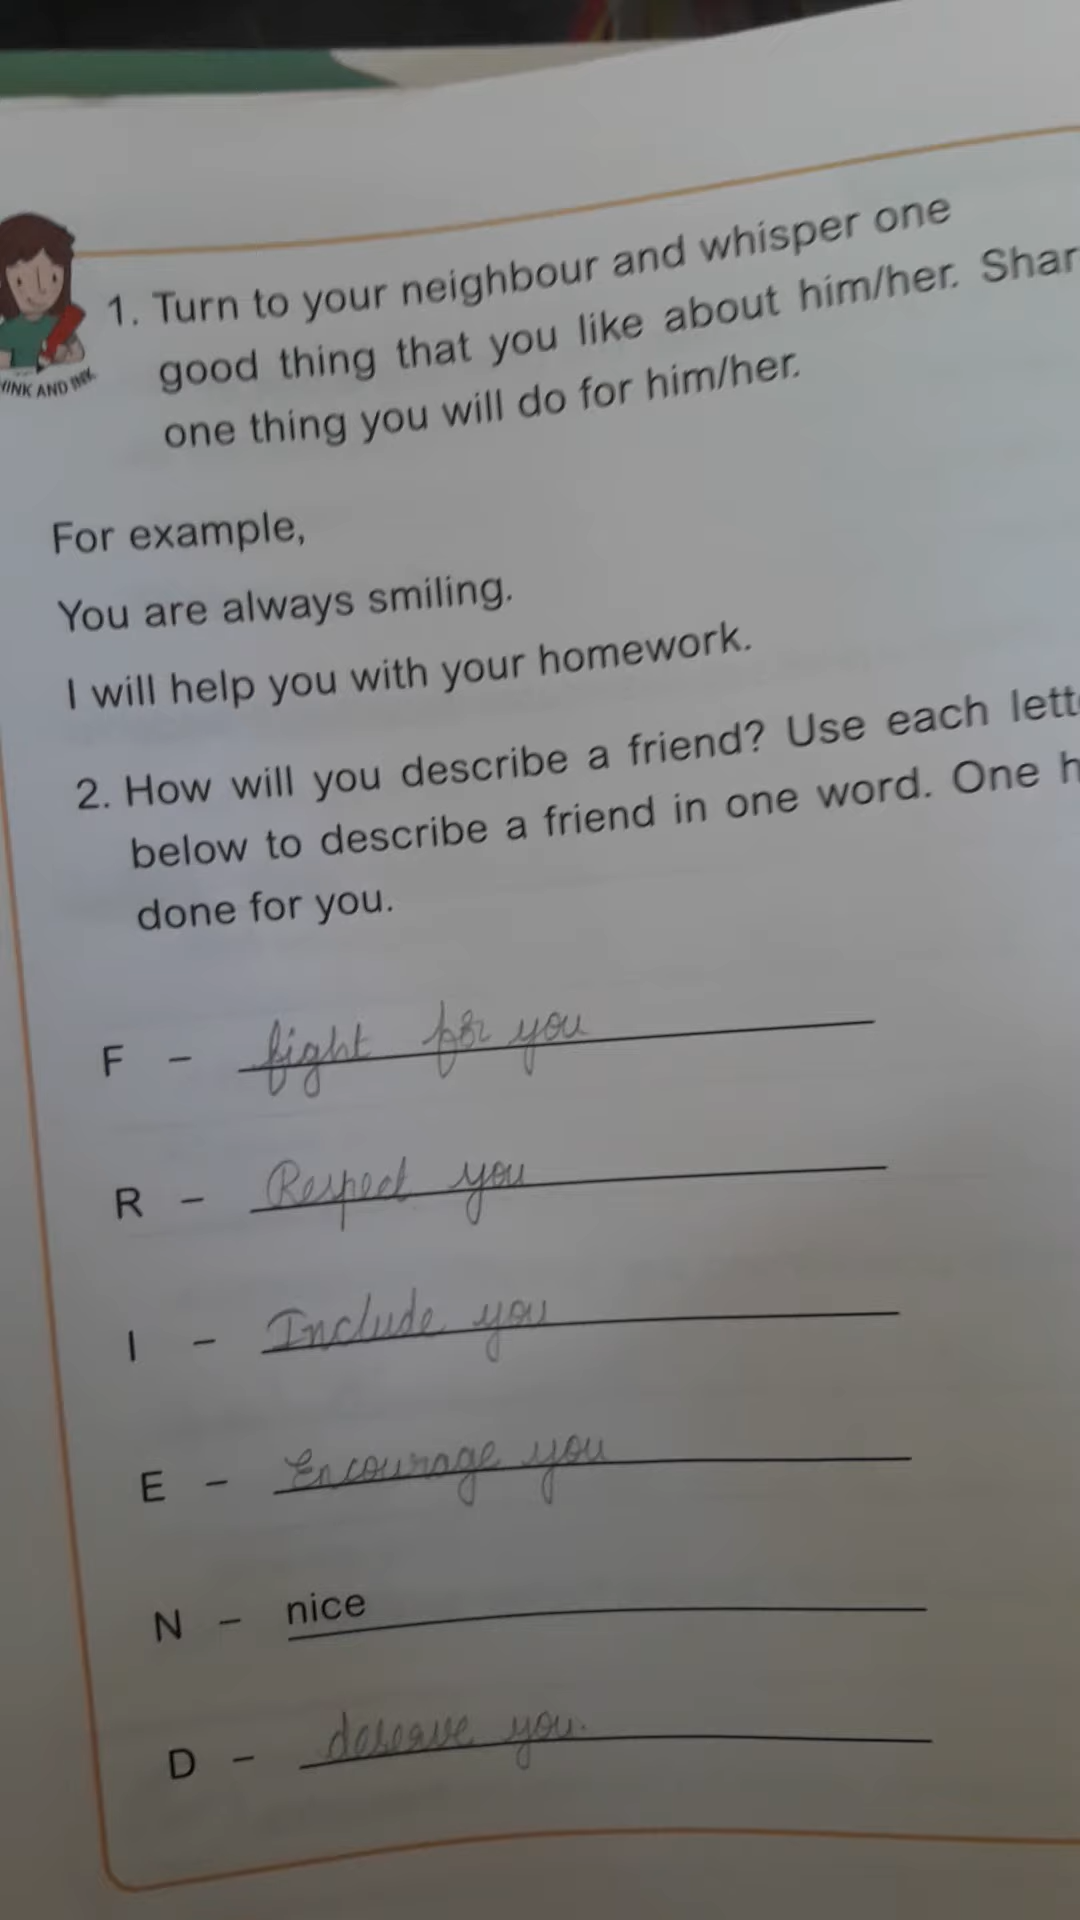 1. Turn to your neighbour and whisper one
good thing that you like about him/her. Shar
one thing you will do for him/her.
HINK AND INK
For example,
You are always smiling.
I will help you with your homework.
2. How will you describe a friend? Use each lett
below to describe a friend in one word. One h
done for you.
F - fight for you
R - Respect you
I - Include you
E - Encourage you
N - nice
D - deserve you.